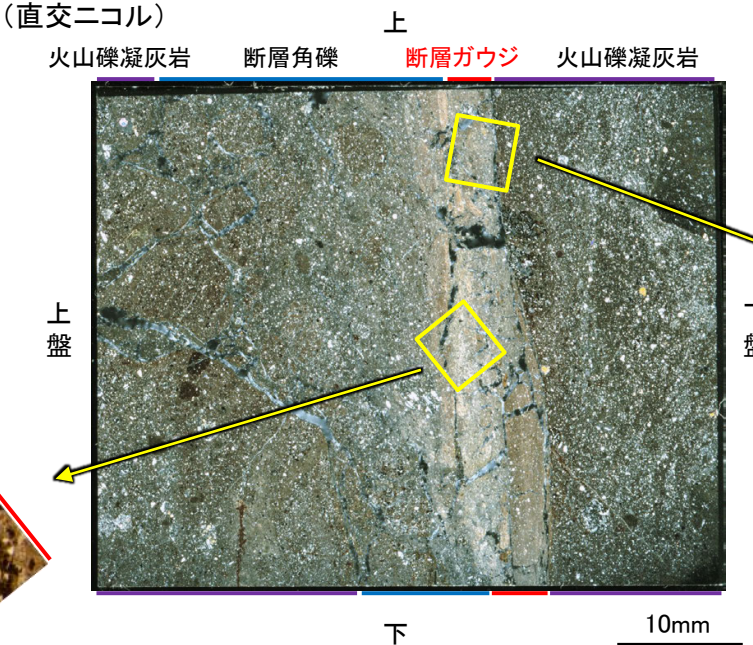 （直交ニコル）
上
火山礫凝灰岩
断層角礫
断層ガウジ
火山礫凝灰岩
上
盤
下
10mm